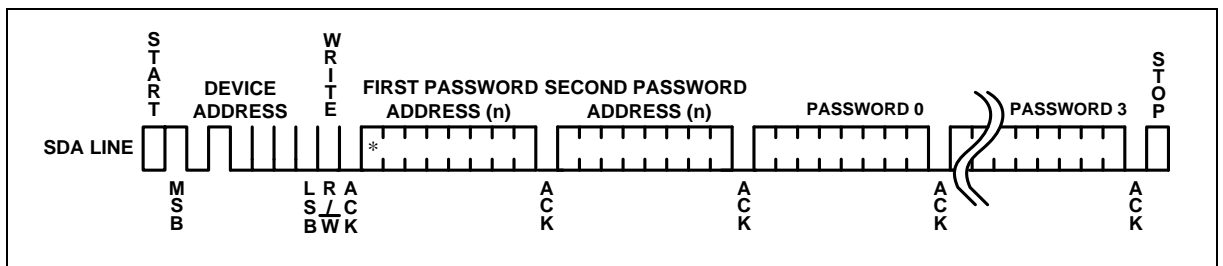 START
WRITE
STOP
DEVICE
ADDRESS
FIRST PASSWORD
ADDRESS (n)
SECOND PASSWORD
ADDRESS (n)
PASSWORD 0
PASSWORD 3
SDA LINE
*
MSB
LSB
R/W
ACK
ACK
ACK
ACK
ACK